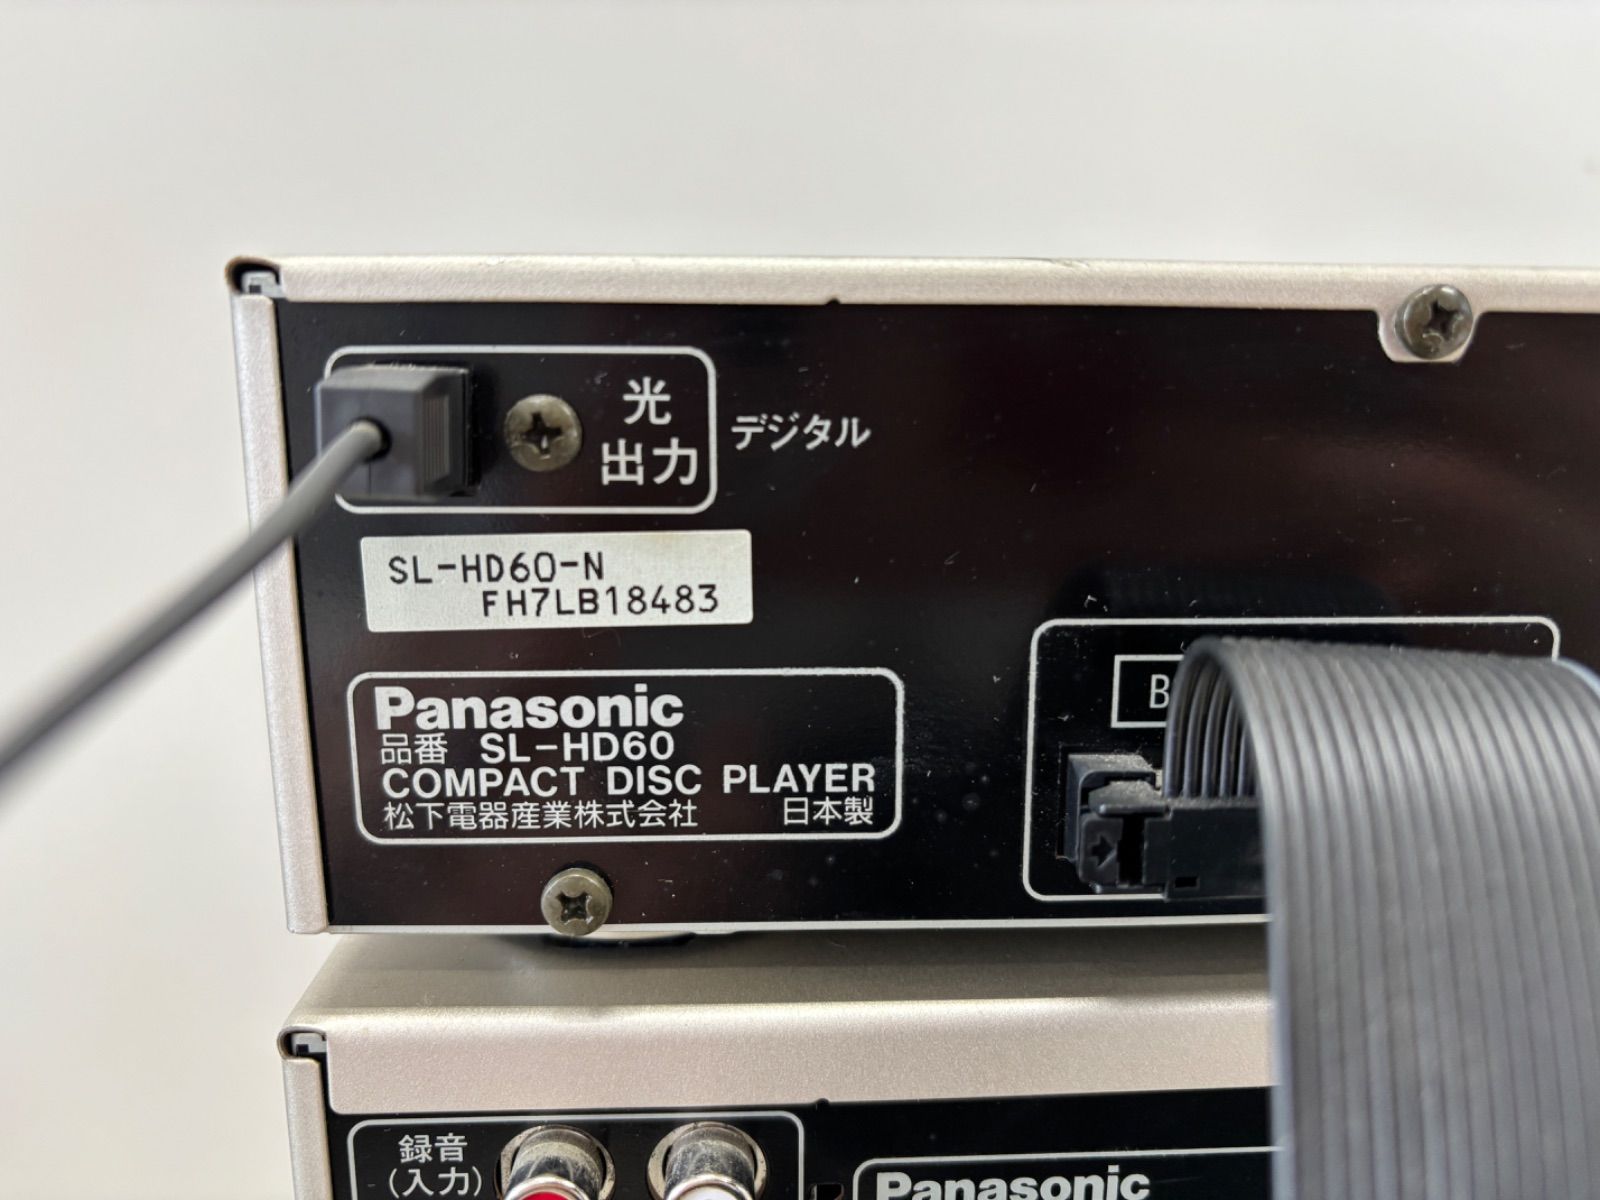 光
出力
デジタル
SL-HD60-N
FH7LB18483
Panasonic
品番 SL-HD60
COMPACT DISC PLAYER
松下電器産業株式会社 日本製
B
録音
(入力)
Panasonic